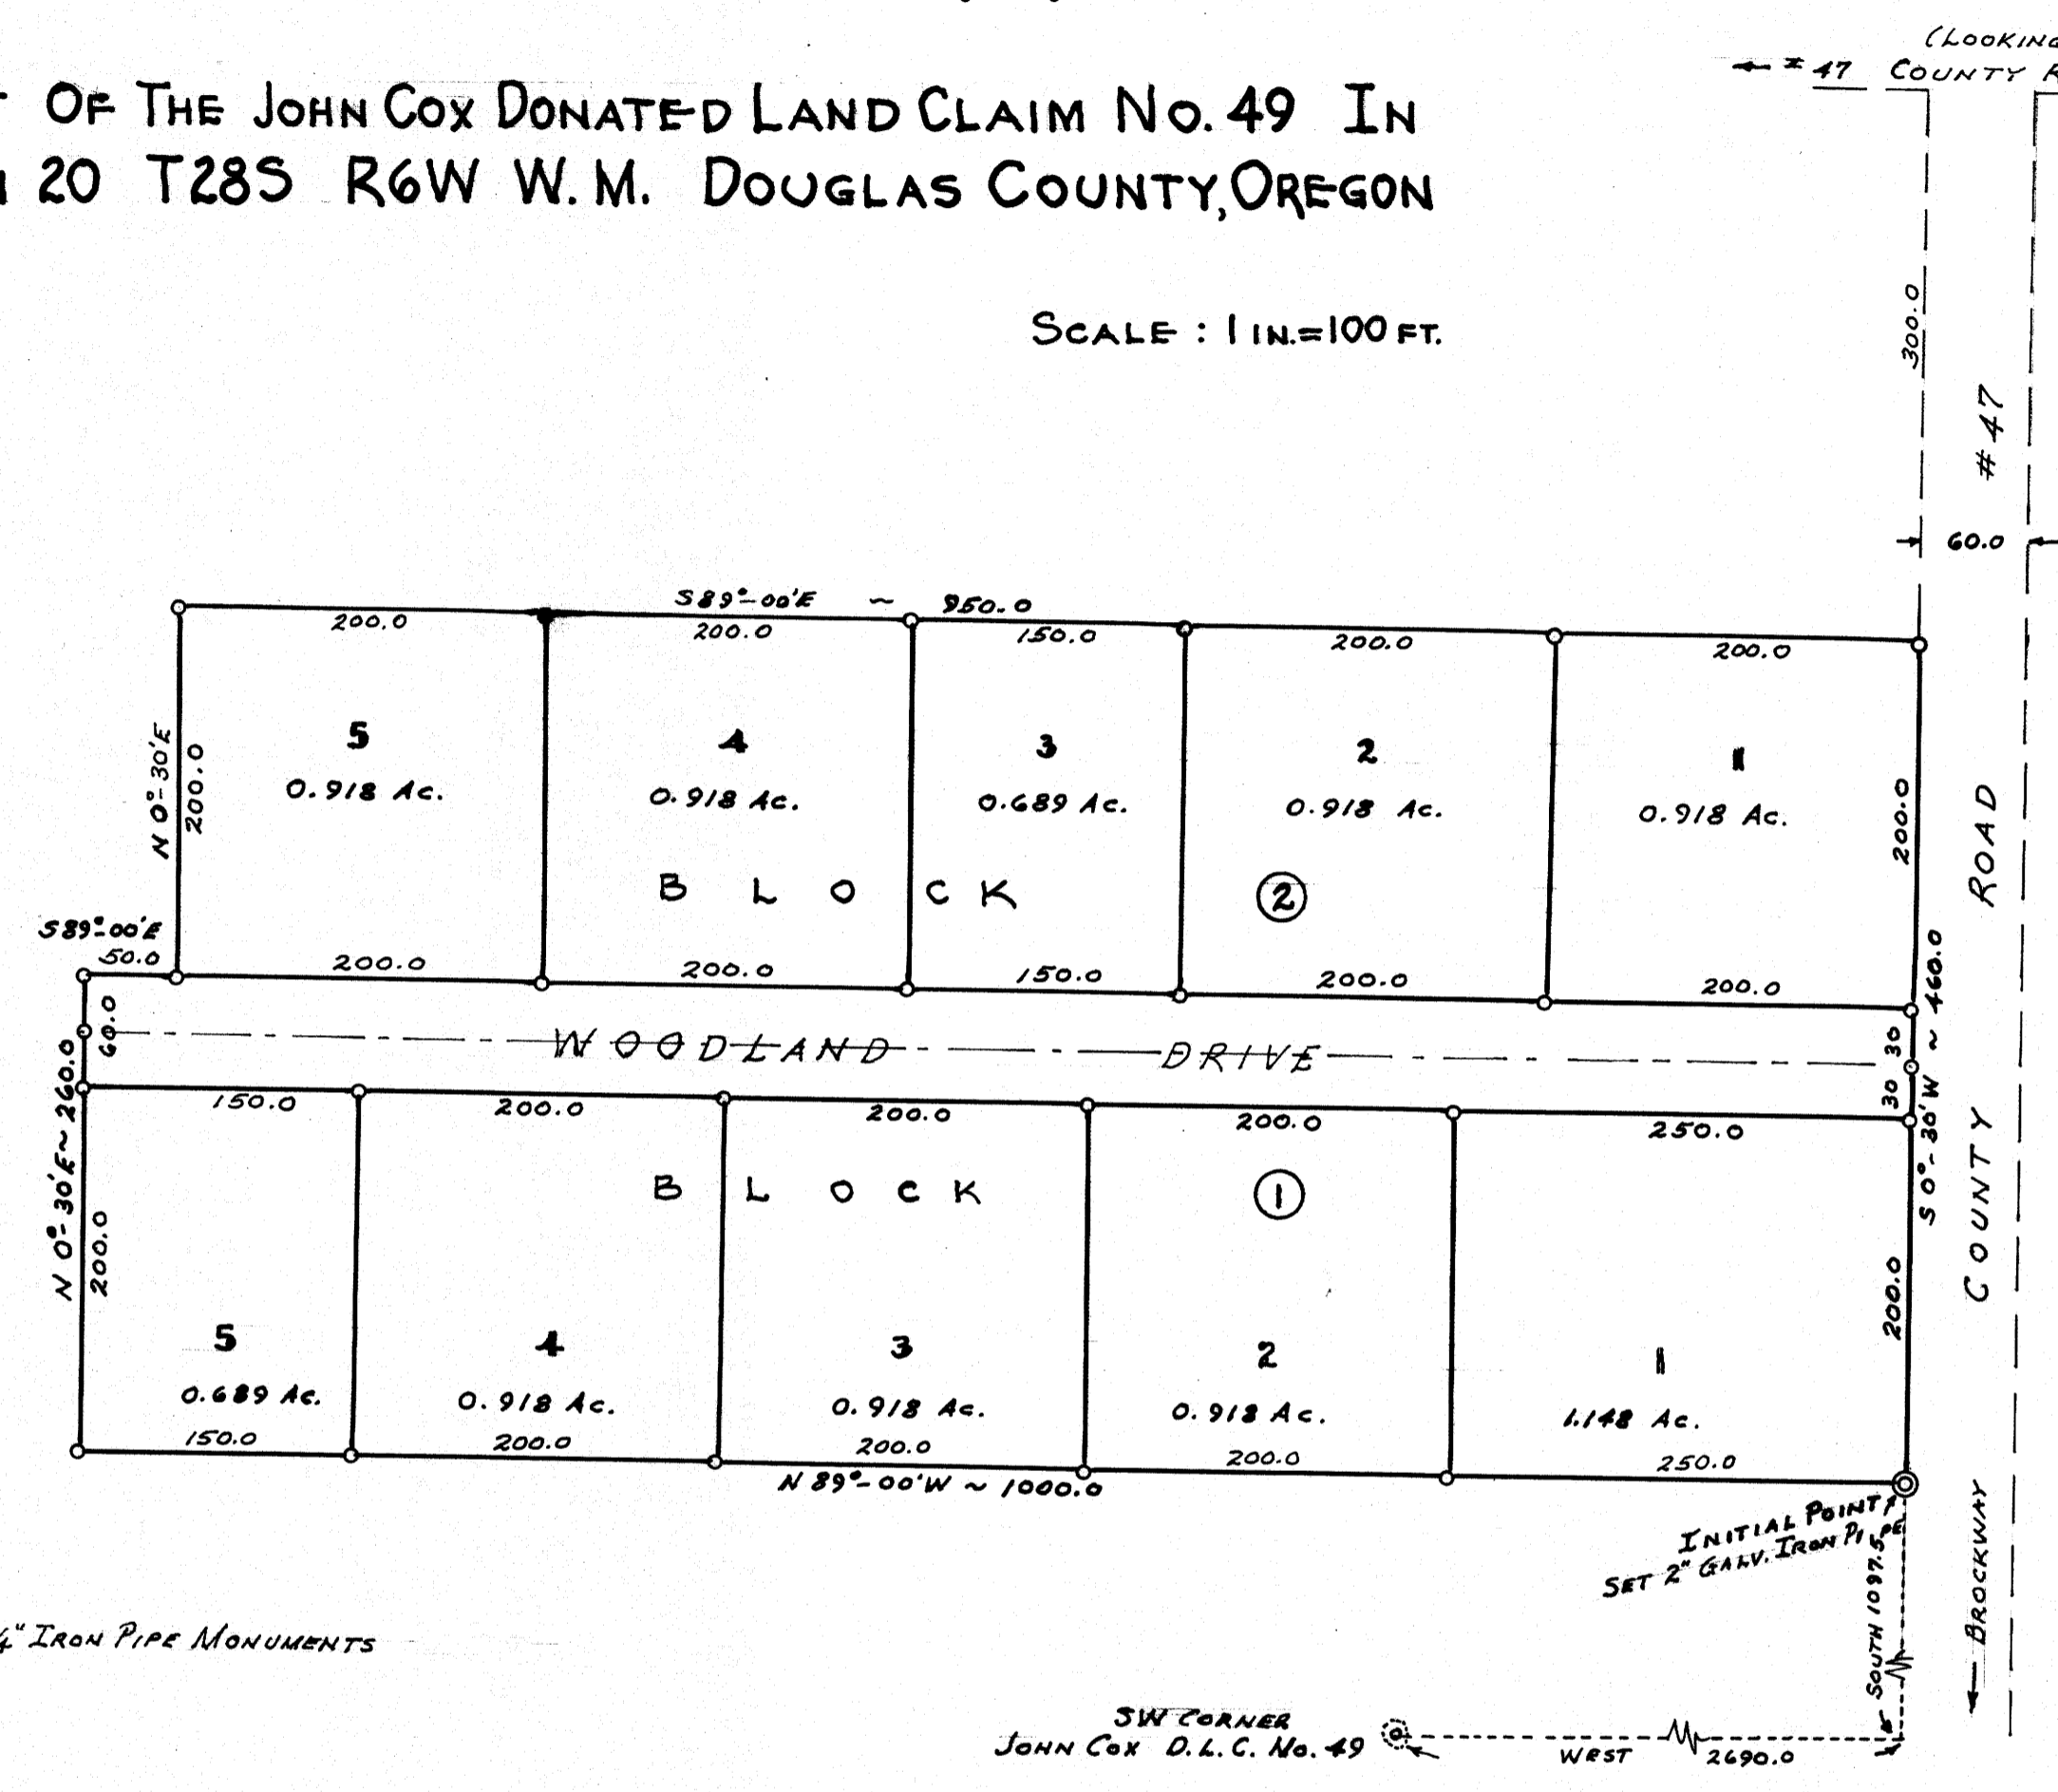 (LOOKING
← #47 COUNTY R
OF THE JOHN COX DONATED LAND CLAIM NO. 49 IN
20 T28S R6W W.M. DOUGLAS COUNTY, OREGON
SCALE : 1 IN.=100 FT.
300.0
#47
60.0
S89°-00'E ~ 950.0
200.0
200.0
150.0
200.0
200.0
N 0°-30'E
200.0
5
0.918 Ac.
4
0.918 Ac.
3
0.689 Ac.
2
0.918 Ac.
1
0.918 Ac.
200.0
ROAD
BLOCK 2
S89°-00'E
50.0
200.0
200.0
150.0
200.0
200.0
S 0°-30'W ~ 460.0
60.0
WOODLAND DRIVE
30
30
N 0°-30'E ~ 260.0
150.0
200.0
200.0
200.0
250.0
COUNTY
BLOCK 1
200.0
200.0
5
0.689 Ac.
4
0.918 Ac.
3
0.918 Ac.
2
0.918 Ac.
1
1.148 Ac.
150.0
200.0
200.0
200.0
250.0
N 89°-00'W ~ 1000.0
INITIAL POINT
SET 2" GALV. IRON PIPE
SOUTH 1097.5
← BROCKWAY
4" IRON PIPE MONUMENTS
SW CORNER
JOHN COX D.L.C. No. 49
WEST 2690.0